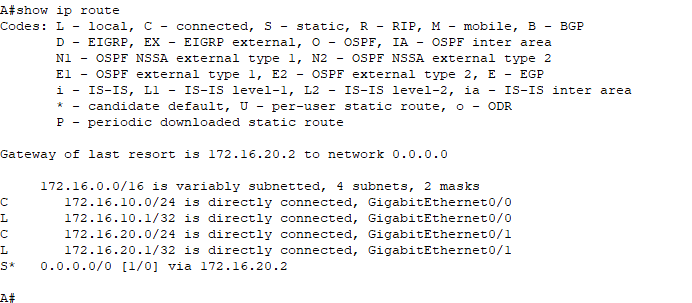 A#show ip route
Codes: L - local, C - connected, S - static, R - RIP, M - mobile, B - BGP
       D - EIGRP, EX - EIGRP external, O - OSPF, IA - OSPF inter area
       N1 - OSPF NSSA external type 1, N2 - OSPF NSSA external type 2
       E1 - OSPF external type 1, E2 - OSPF external type 2, E - EGP
       i - IS-IS, L1 - IS-IS level-1, L2 - IS-IS level-2, ia - IS-IS inter area
       * - candidate default, U - per-user static route, o - ODR
       P - periodic downloaded static route
Gateway of last resort is 172.16.20.2 to network 0.0.0.0
     172.16.0.0/16 is variably subnetted, 4 subnets, 2 masks
C       172.16.10.0/24 is directly connected, GigabitEthernet0/0
L       172.16.10.1/32 is directly connected, GigabitEthernet0/0
C       172.16.20.0/24 is directly connected, GigabitEthernet0/1
L       172.16.20.1/32 is directly connected, GigabitEthernet0/1
S*   0.0.0.0/0 [1/0] via 172.16.20.2
A#